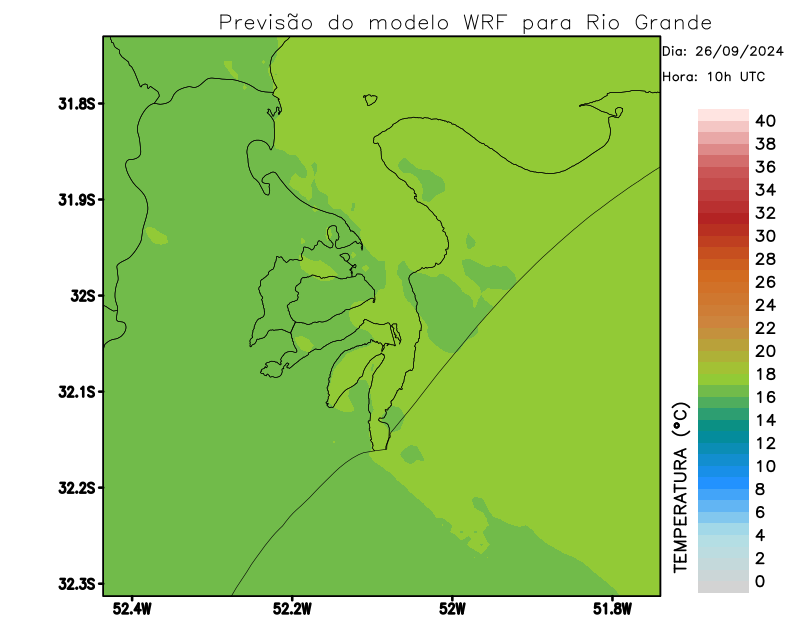 Previsão do modelo WRF para Rio Grande
Dia: 26/09/2024
Hora: 10h UTC
31.8S
31.9S
32S
32.1S
32.2S
32.3S
52.4W
52.2W
52W
51.8W
TEMPERATURA (°C)
40
38
36
34
32
30
28
26
24
22
20
18
16
14
12
10
8
6
4
2
0